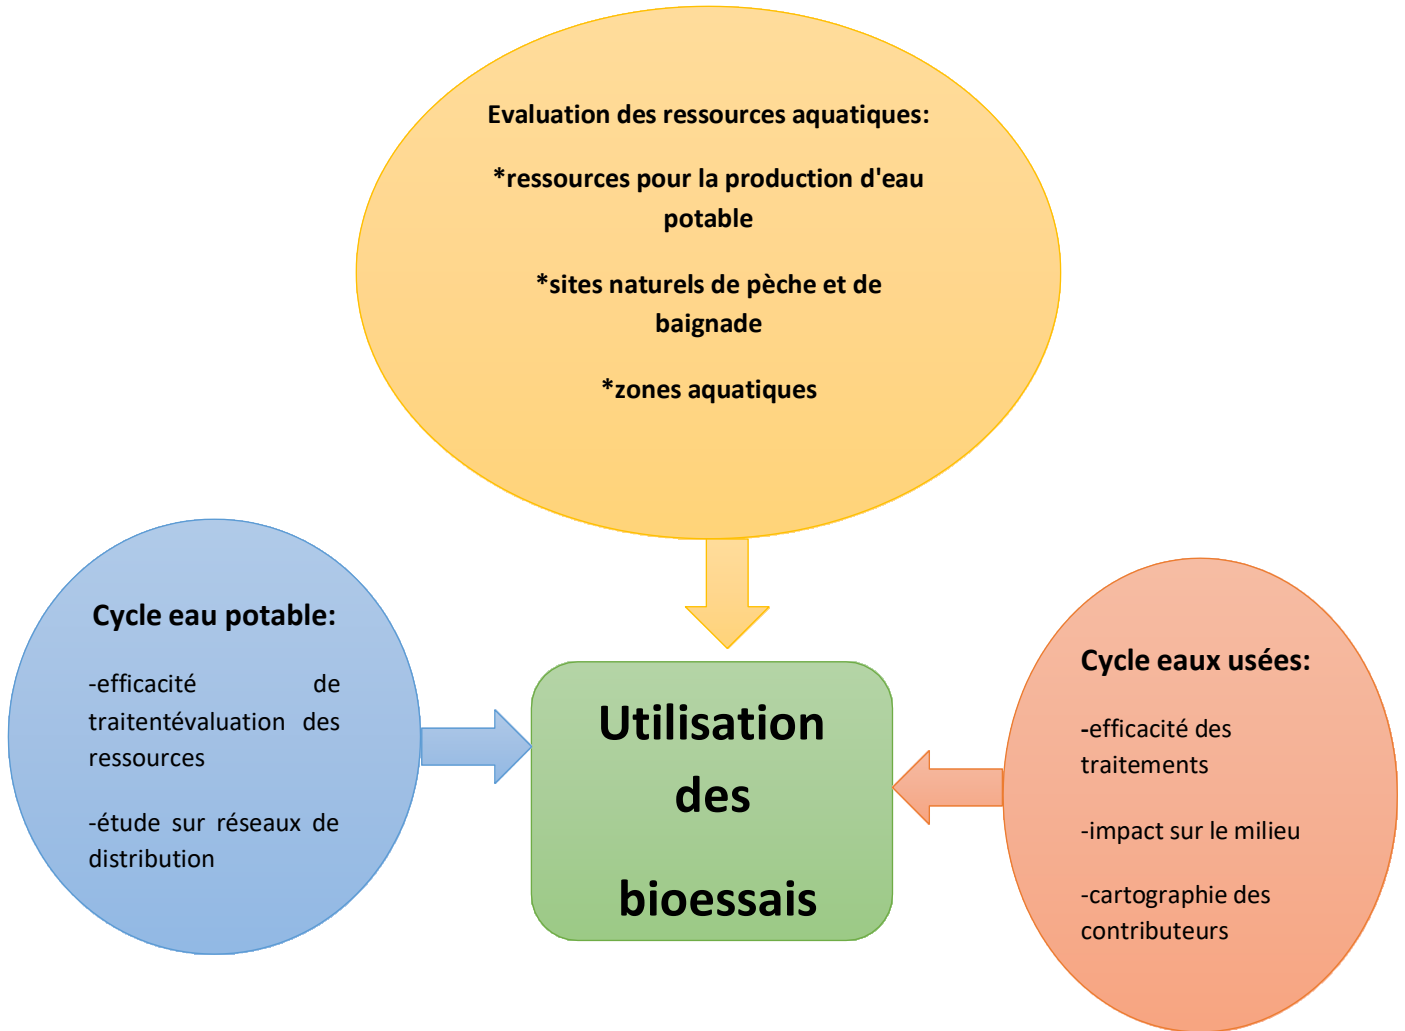 Evaluation des ressources aquatiques:
*ressources pour la production d'eau
potable
*sites naturels de pèche et de
baignade
*zones aquatiques
Cycle eau potable:
-efficacité de
traitentévaluation des
ressources
-étude sur réseaux de
distribution
Utilisation
des
bioessais
Cycle eaux usées:
-efficacité des
traitements
-impact sur le milieu
-cartographie des
contributeurs